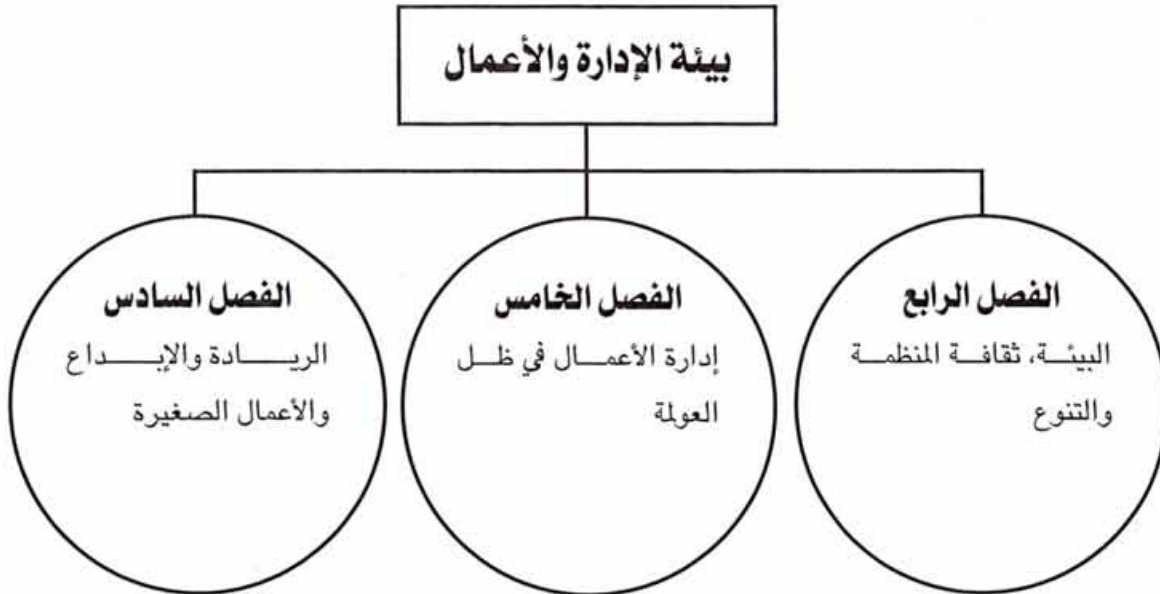 بيئة الإدارة والأعمال
الفصل الرابع
البيئة، ثقافة المنظمة
والتنوع
الفصل الخامس
إدارة الأعمال في ظل
العولمة
الفصل السادس
الريادة والإبداع
والأعمال الصغيرة